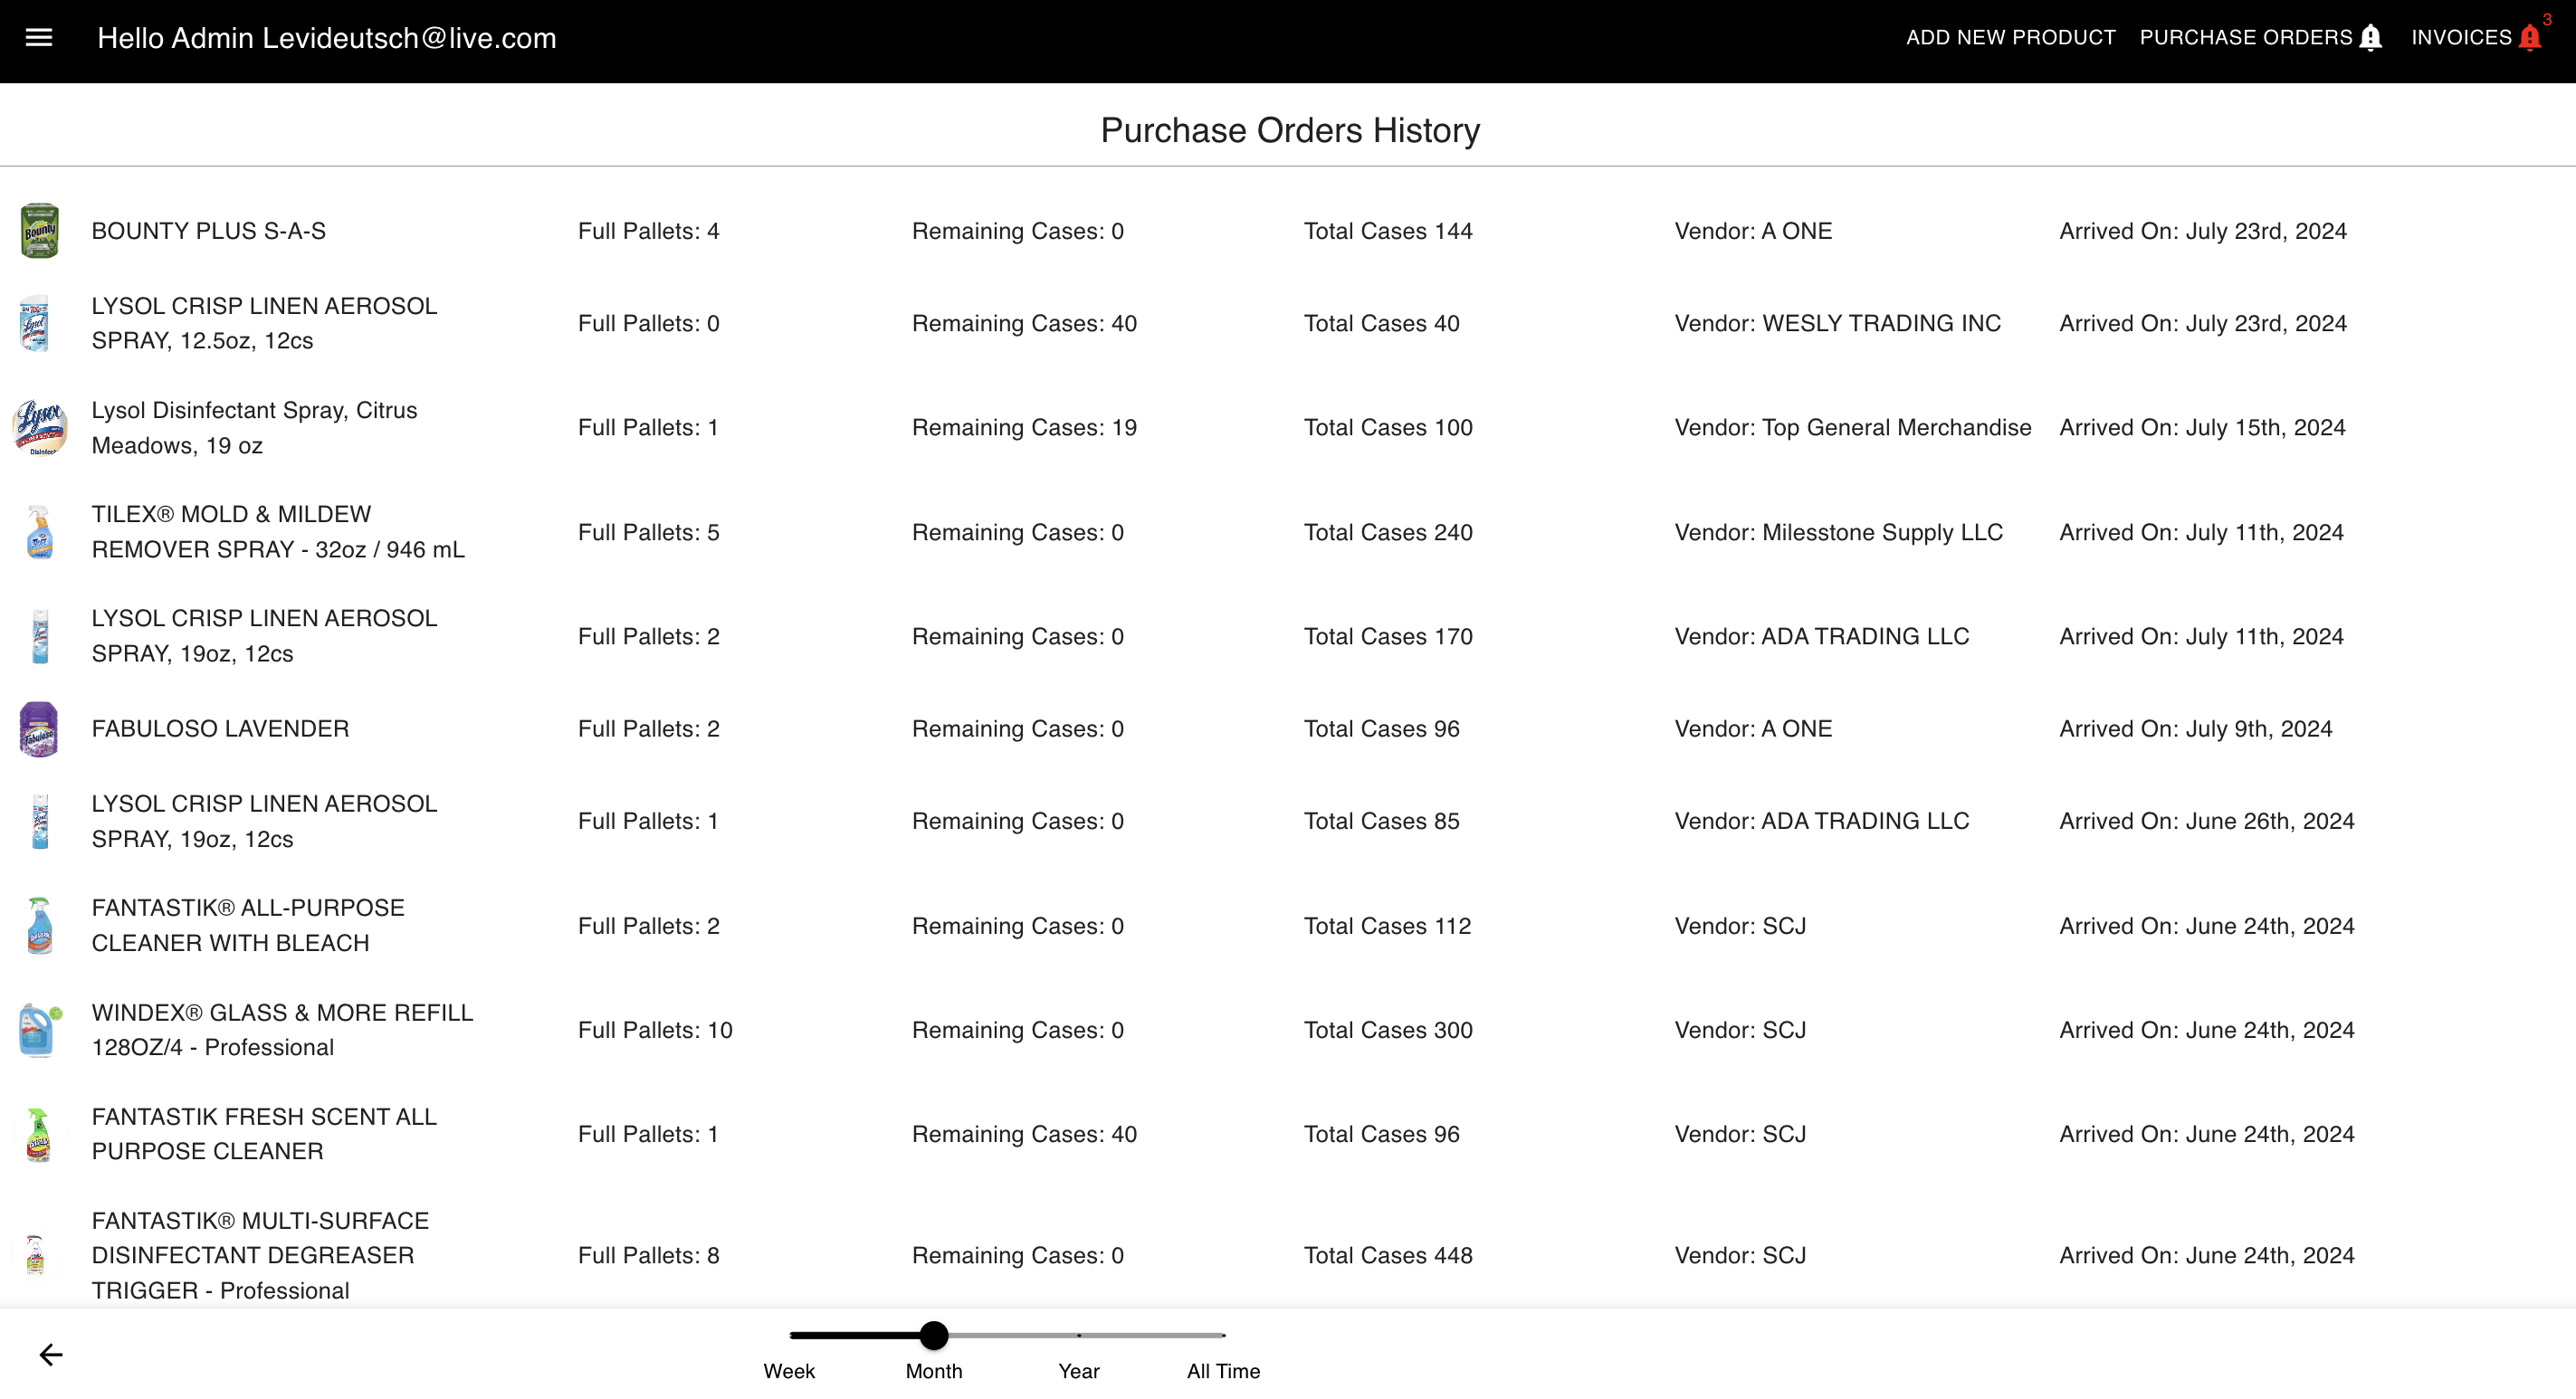 Hello Admin Levideutsch@live.com
ADD NEW PRODUCT PURCHASE ORDERS INVOICES 3
Purchase Orders History
BOUNTY PLUS S-A-S Full Pallets: 4 Remaining Cases: 0 Total Cases 144 Vendor: A ONE Arrived On: July 23rd, 2024
LYSOL CRISP LINEN AEROSOL
SPRAY, 12.5oz, 12cs
Full Pallets: 0 Remaining Cases: 40 Total Cases 40 Vendor: WESLY TRADING INC Arrived On: July 23rd, 2024
Lysol Disinfectant Spray, Citrus
Meadows, 19 oz
Full Pallets: 1 Remaining Cases: 19 Total Cases 100 Vendor: Top General Merchandise Arrived On: July 15th, 2024
TILEX® MOLD & MILDEW
REMOVER SPRAY - 32oz / 946 mL
Full Pallets: 5 Remaining Cases: 0 Total Cases 240 Vendor: Milesstone Supply LLC Arrived On: July 11th, 2024
LYSOL CRISP LINEN AEROSOL
SPRAY, 19oz, 12cs
Full Pallets: 2 Remaining Cases: 0 Total Cases 170 Vendor: ADA TRADING LLC Arrived On: July 11th, 2024
FABULOSO LAVENDER Full Pallets: 2 Remaining Cases: 0 Total Cases 96 Vendor: A ONE Arrived On: July 9th, 2024
LYSOL CRISP LINEN AEROSOL
SPRAY, 19oz, 12cs
Full Pallets: 1 Remaining Cases: 0 Total Cases 85 Vendor: ADA TRADING LLC Arrived On: June 26th, 2024
FANTASTIK® ALL-PURPOSE
CLEANER WITH BLEACH
Full Pallets: 2 Remaining Cases: 0 Total Cases 112 Vendor: SCJ Arrived On: June 24th, 2024
WINDEX® GLASS & MORE REFILL
128OZ/4 - Professional
Full Pallets: 10 Remaining Cases: 0 Total Cases 300 Vendor: SCJ Arrived On: June 24th, 2024
FANTASTIK FRESH SCENT ALL
PURPOSE CLEANER
Full Pallets: 1 Remaining Cases: 40 Total Cases 96 Vendor: SCJ Arrived On: June 24th, 2024
FANTASTIK® MULTI-SURFACE
DISINFECTANT DEGREASER
TRIGGER - Professional
Full Pallets: 8 Remaining Cases: 0 Total Cases 448 Vendor: SCJ Arrived On: June 24th, 2024
Week Month Year All Time